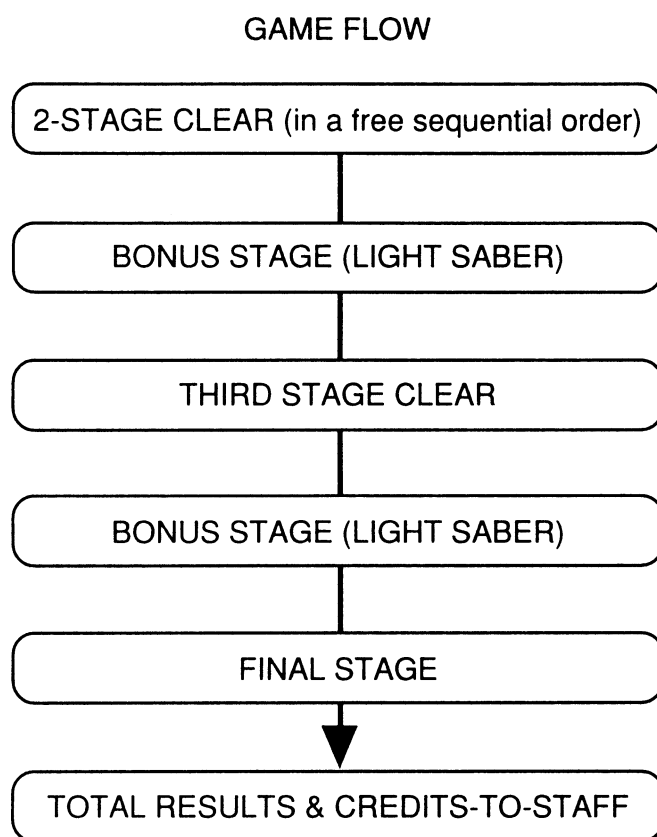 GAME FLOW
2-STAGE CLEAR (in a free sequential order)
BONUS STAGE (LIGHT SABER)
THIRD STAGE CLEAR
BONUS STAGE (LIGHT SABER)
FINAL STAGE
TOTAL RESULTS & CREDITS-TO-STAFF